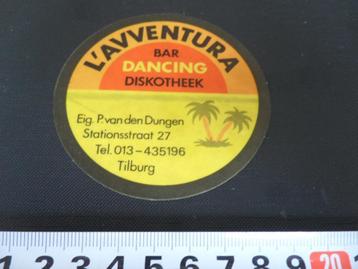 L'AVVENTURA
BAR
DANCING
DISKOTHEEK
Eig. P. van den Dungen
Stationsstraat 27
Tel. 013-435196
Tilburg
1 2 3 4 5 6 7 8 9 20